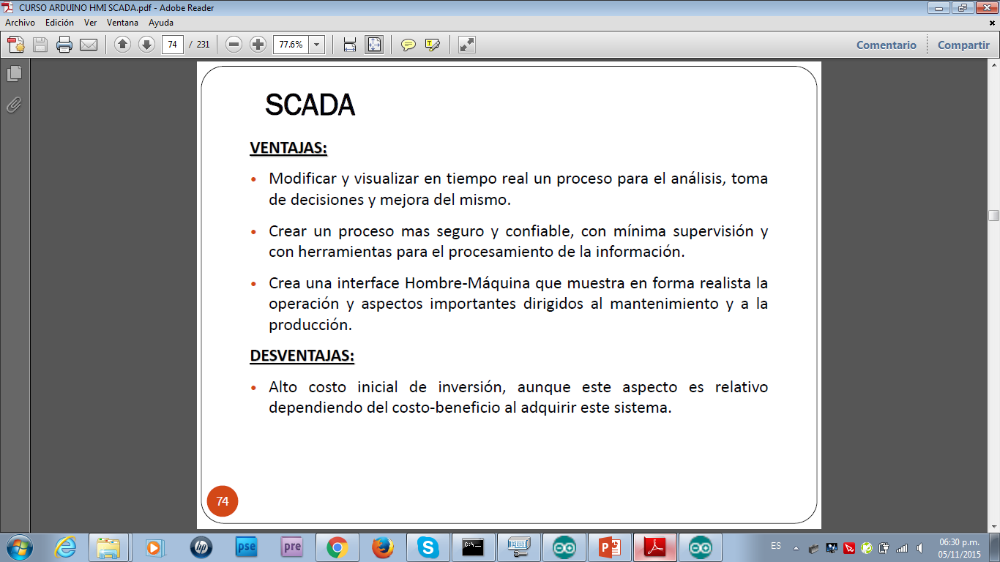 CURSO ARDUINO HMI SCADA.pdf - Adobe Reader
Archivo Edición Ver Ventana Ayuda
74 / 231 77.6% Comentario Compartir
SCADA
VENTAJAS:
• Modificar y visualizar en tiempo real un proceso para el análisis, toma
de decisiones y mejora del mismo.
• Crear un proceso mas seguro y confiable, con mínima supervisión y
con herramientas para el procesamiento de la información.
• Crea una interface Hombre-Máquina que muestra en forma realista la
operación y aspectos importantes dirigidos al mantenimiento y a la
producción.
DESVENTAJAS:
• Alto costo inicial de inversión, aunque este aspecto es relativo
dependiendo del costo-beneficio al adquirir este sistema.
74
hp pse pre C:\ ES 06:30 p.m.
05/11/2015